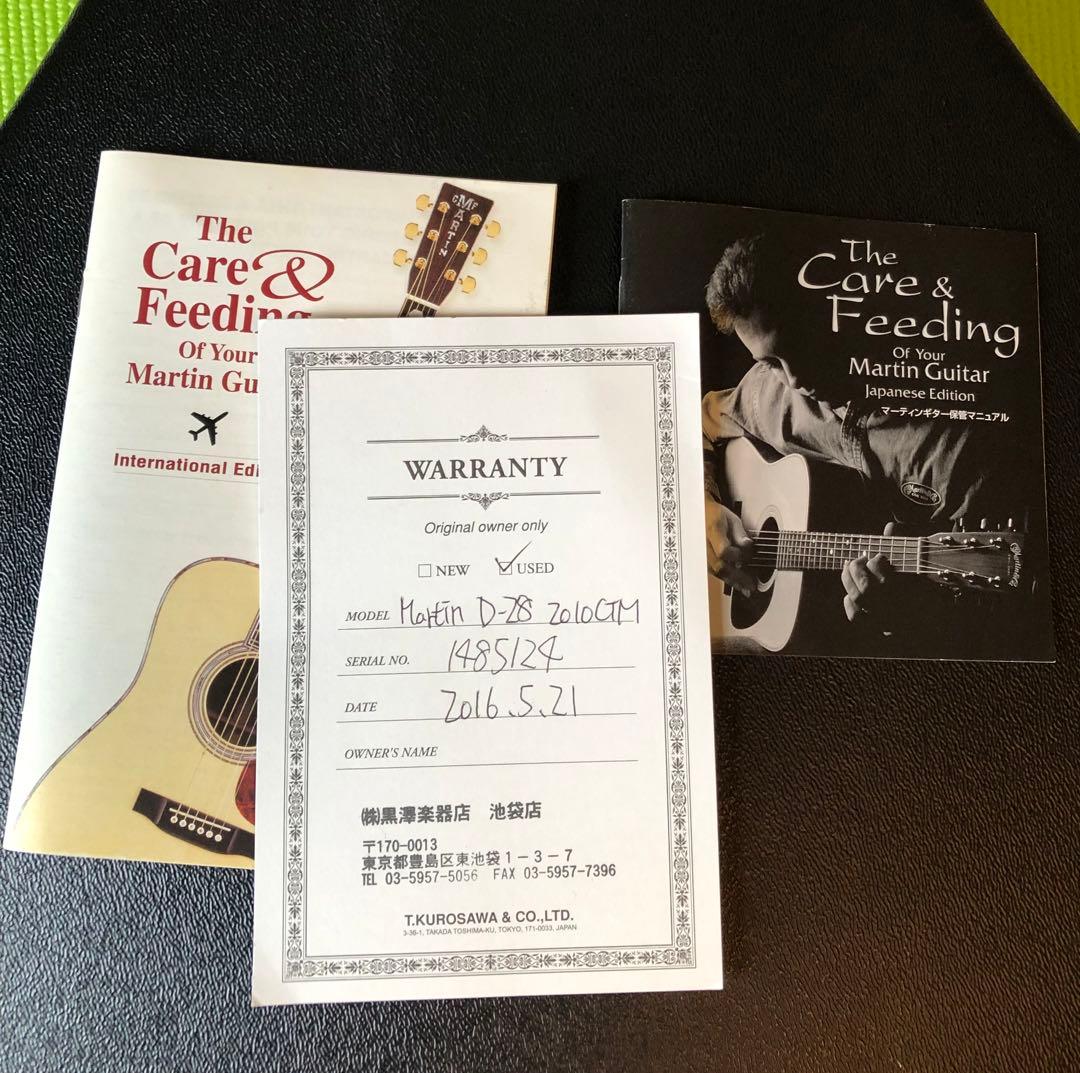 The
Care &
Feeding
Of Your
Martin Gu
International Edi
CMF
MARTIN
The
Care &
Feeding
Of Your
Martin Guitar
Japanese Edition
マーティンギター保管マニュアル
WARRANTY
Original owner only
NEW USED
MODEL Martin D-28 2010CTM
SERIAL NO. 1485124
DATE 2016.5.21
OWNER'S NAME
㈱黒澤楽器店 池袋店
〒170-0013
東京都豊島区東池袋1-3-7
TEL 03-5957-5056 FAX 03-5957-7396
T.KUROSAWA & CO.,LTD.
3-36-1, TAKADA TOSHIMA-KU, TOKYO, 171-0033, JAPAN